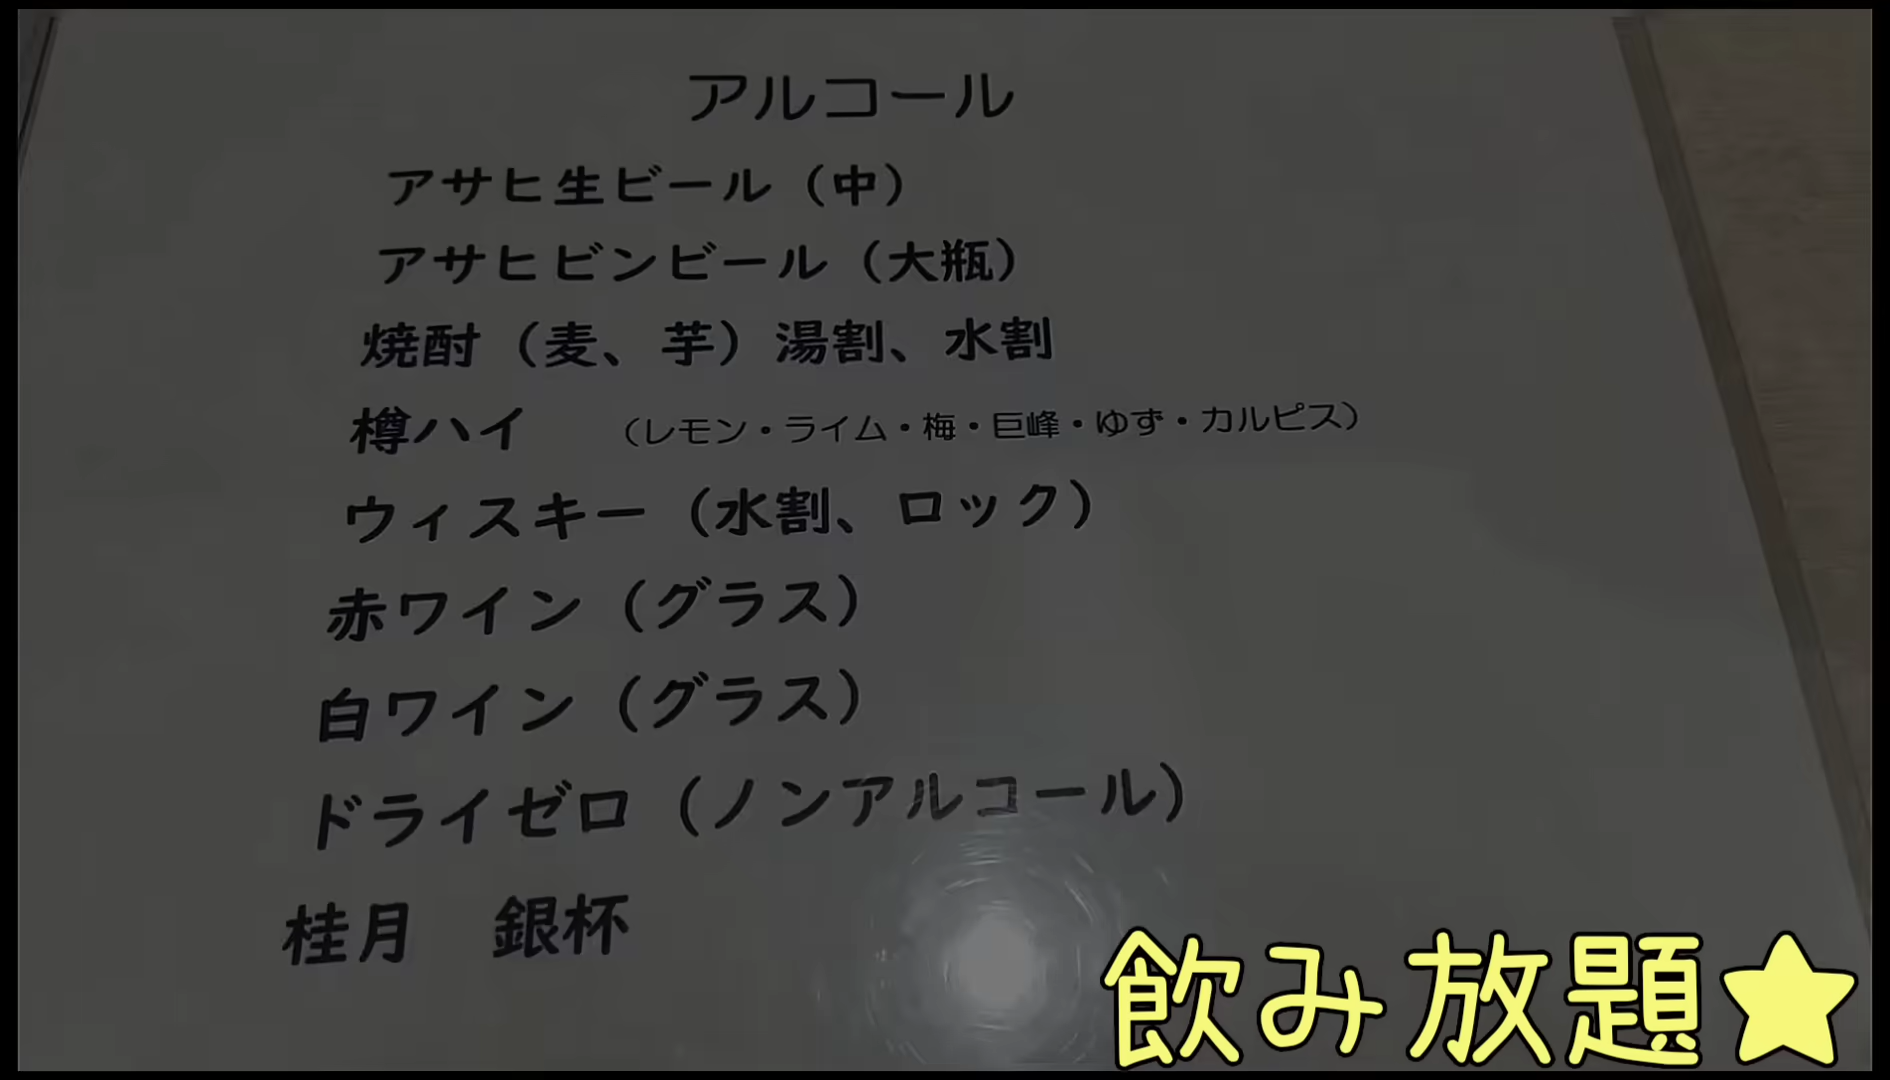 アルコール
アサヒ生ビール（中）
アサヒビンビール（大瓶）
焼酎（麦、芋）湯割、水割
樽ハイ　（レモン・ライム・梅・巨峰・ゆず・カルピス）
ウィスキー（水割、ロック）
赤ワイン（グラス）
白ワイン（グラス）
ドライゼロ（ノンアルコール）
桂月　銀杯
飲み放題★